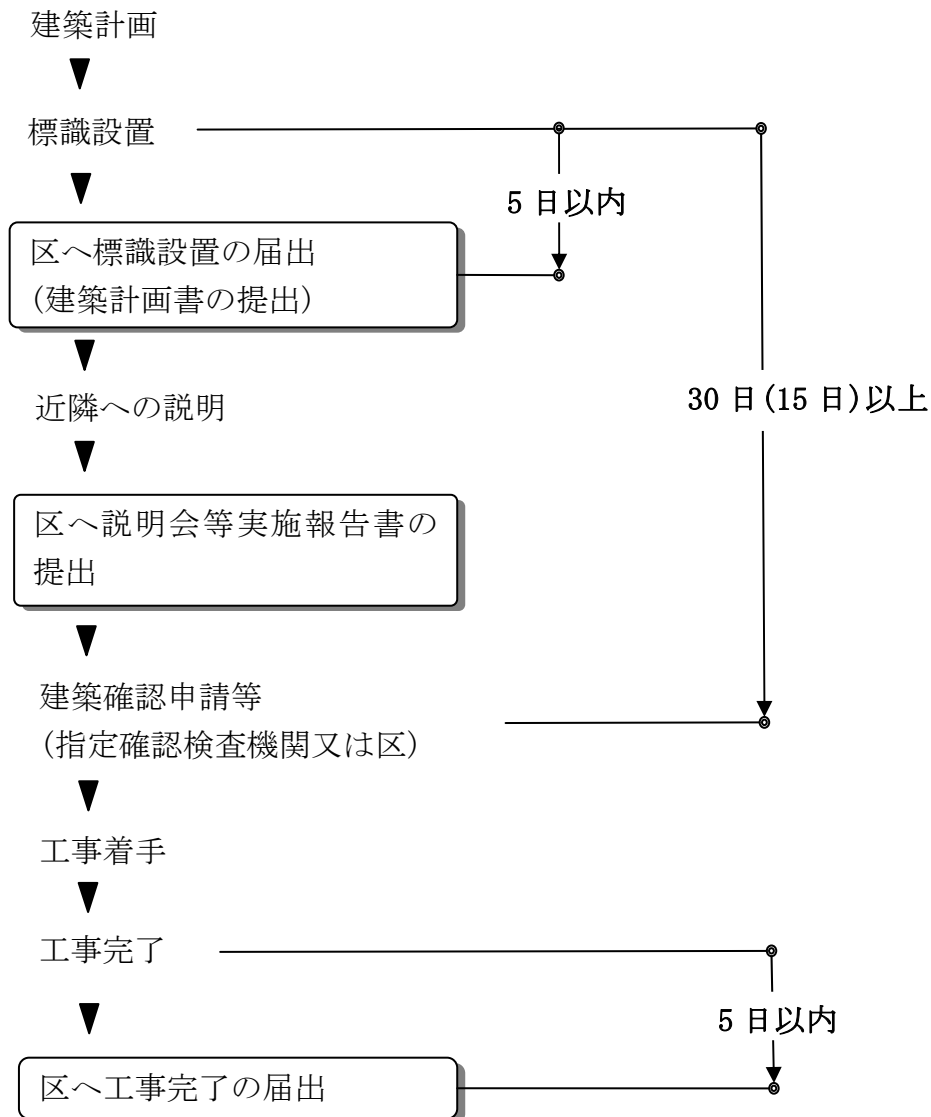 建築計画
標識設置
5 日以内
区へ標識設置の届出
(建築計画書の提出)
近隣への説明
30 日(15 日)以上
区へ説明会等実施報告書の
提出
建築確認申請等
(指定確認検査機関又は区)
工事着手
工事完了
5 日以内
区へ工事完了の届出